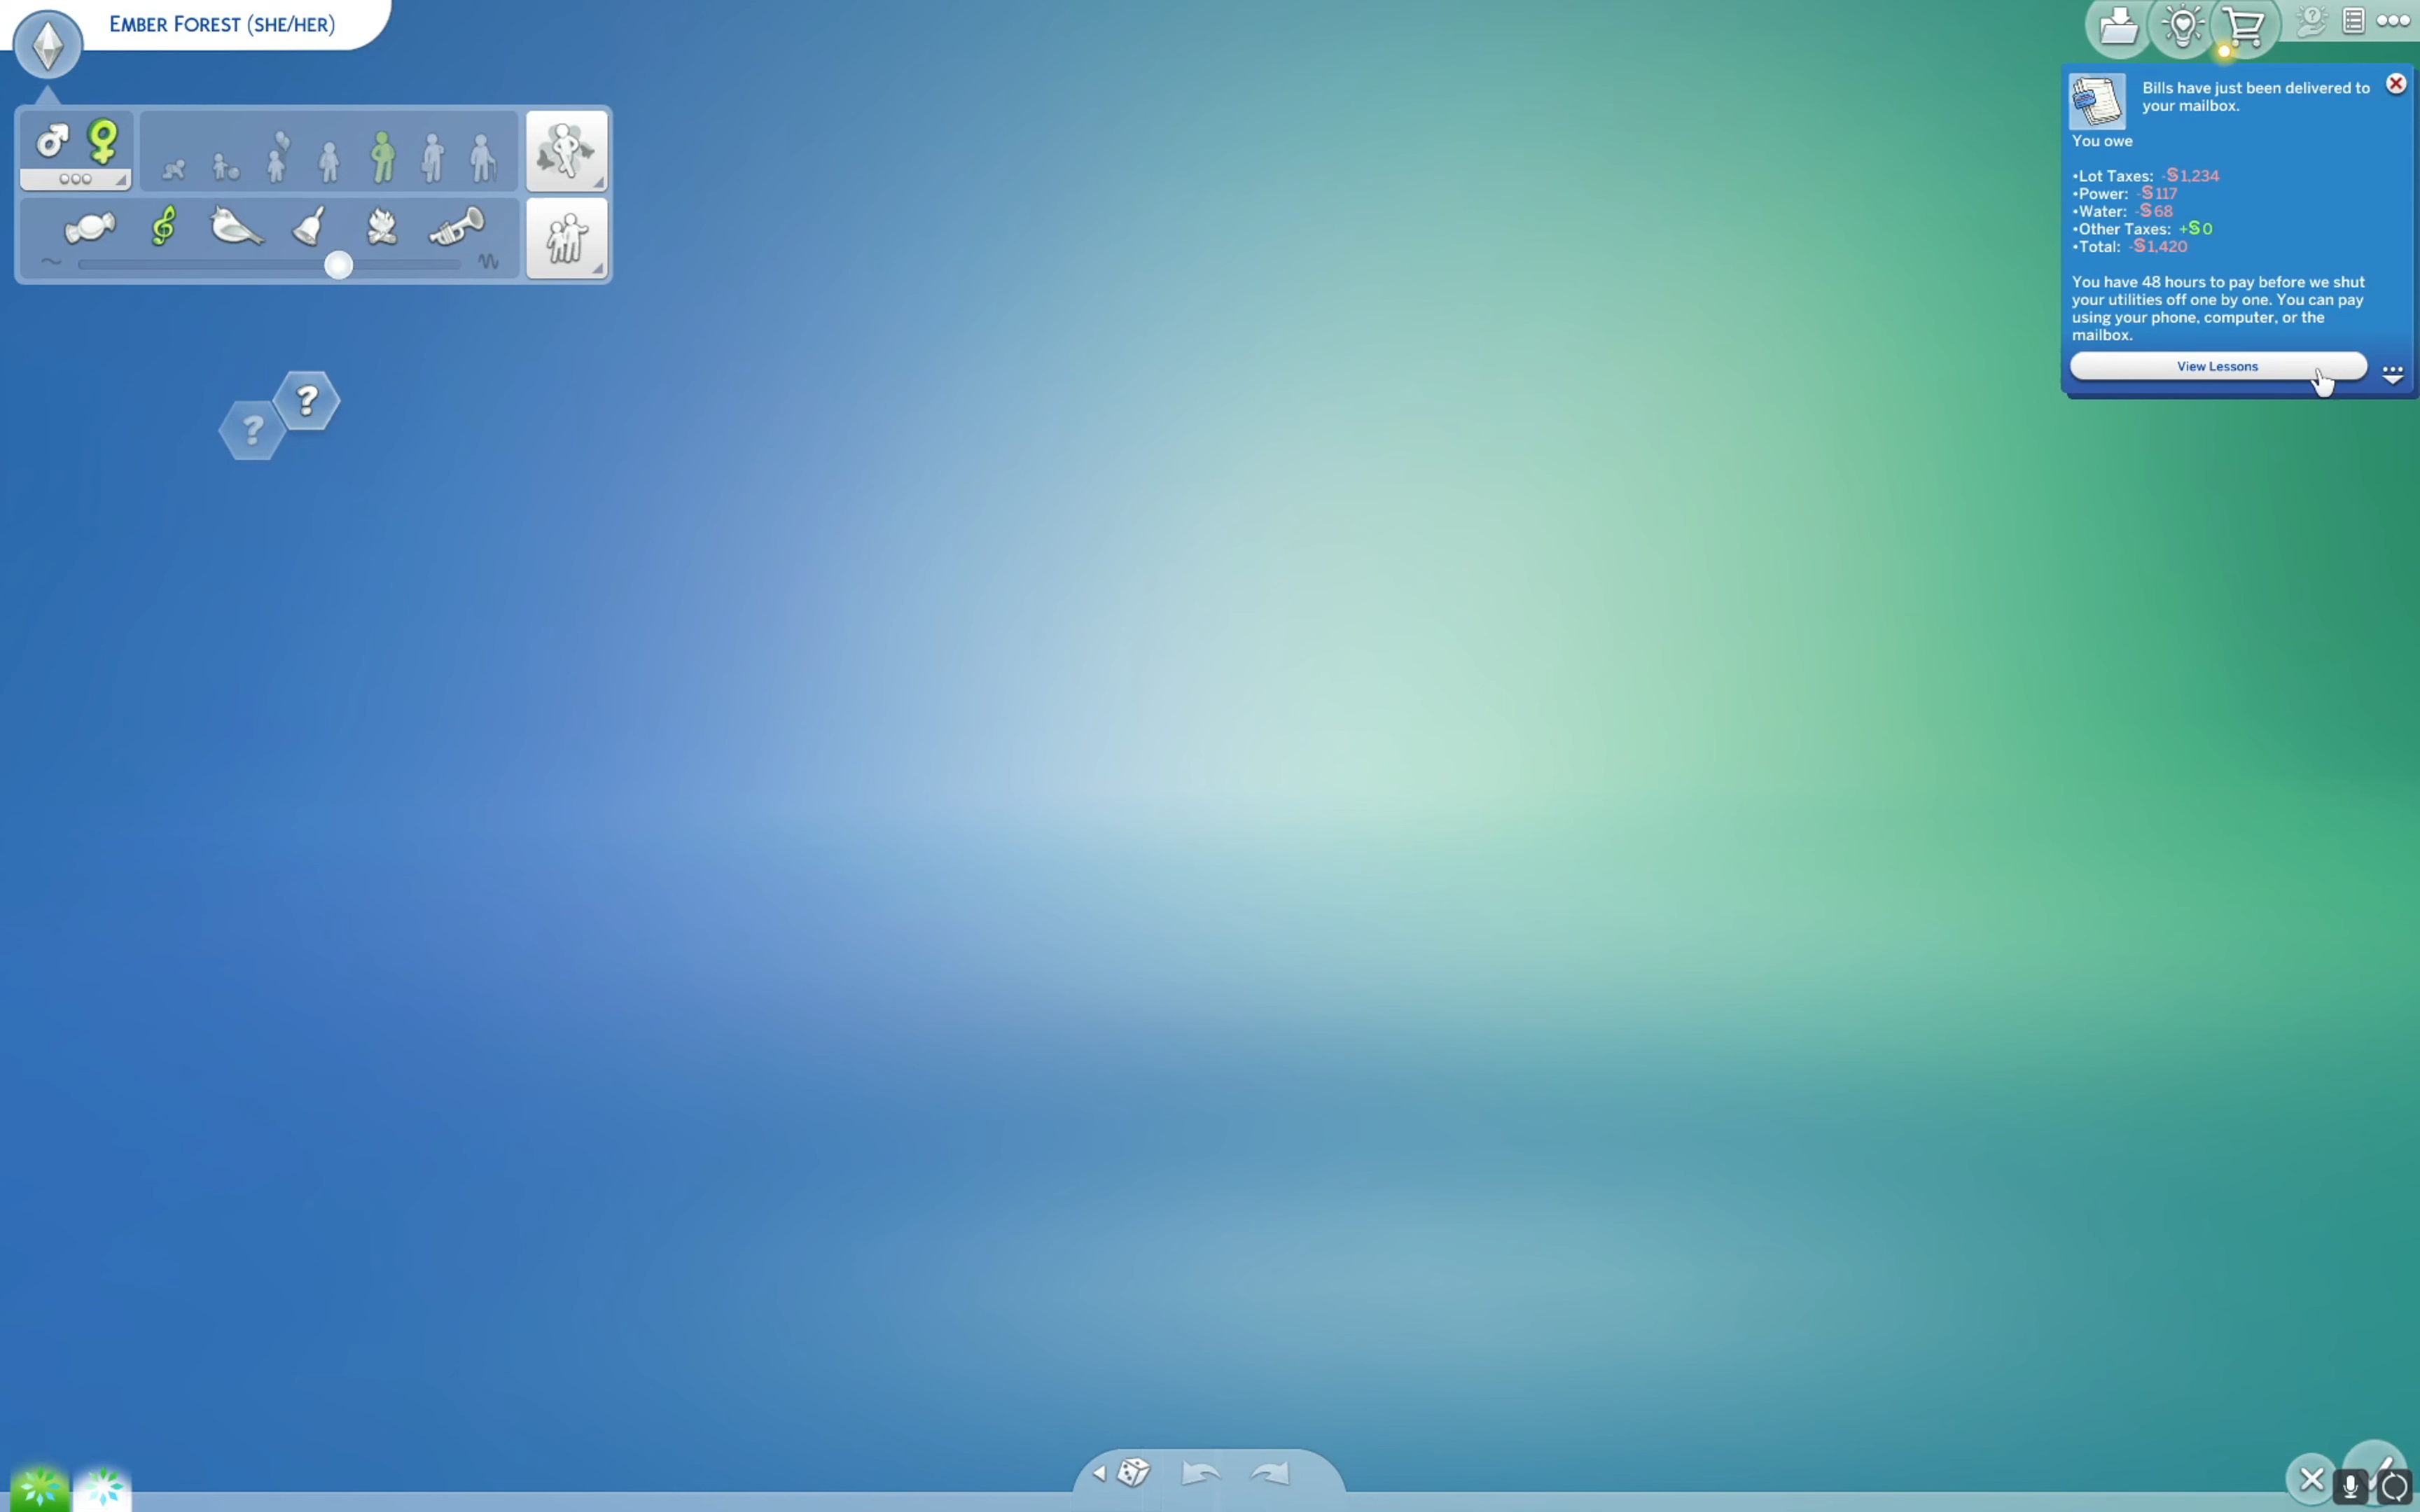 EMBER FOREST (SHE/HER)
Bills have just been delivered to
your mailbox.
You owe
•Lot Taxes: -§1,234
•Power: -§117
•Water: -§68
•Other Taxes: +§0
•Total: -§1,420
You have 48 hours to pay before we shut
your utilities off one by one. You can pay
using your phone, computer, or the
mailbox.
View Lessons
?
?